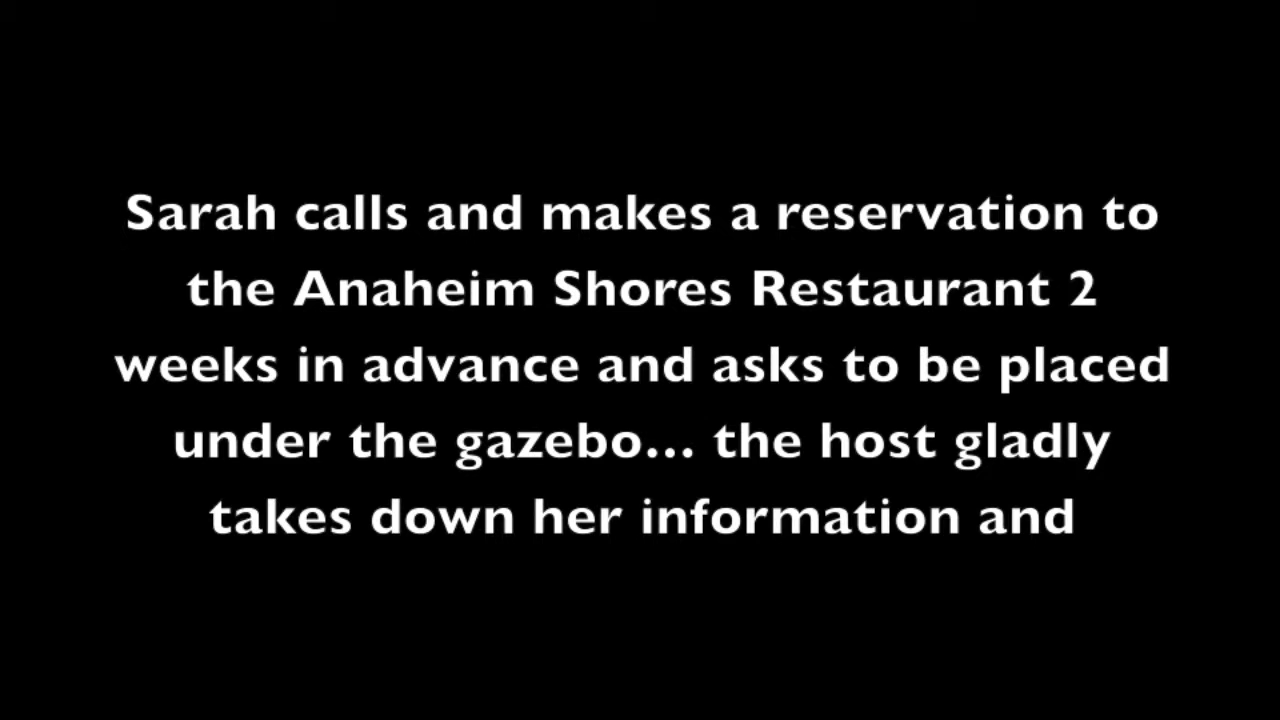 Sarah calls and makes a reservation to
the Anaheim Shores Restaurant 2
weeks in advance and asks to be placed
under the gazebo... the host gladly
takes down her information and